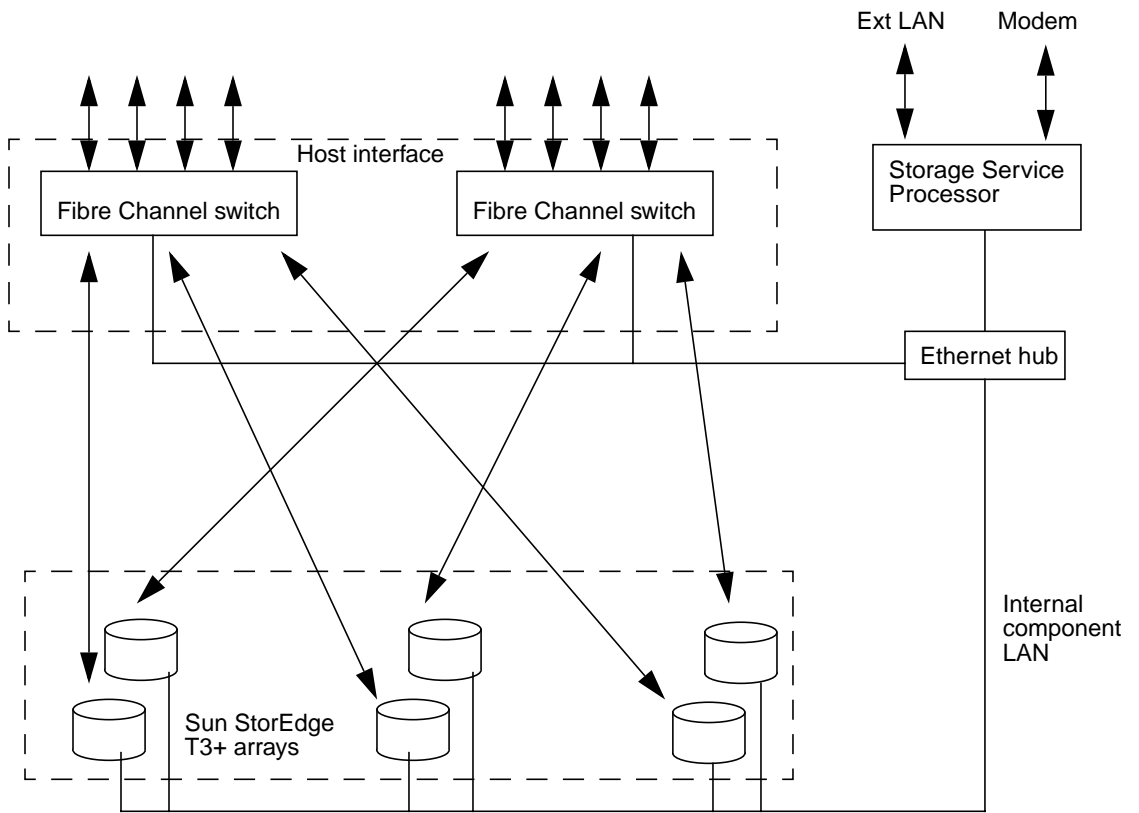 Ext LAN
Modem
Host interface
Fibre Channel switch
Fibre Channel switch
Storage Service
Processor
Ethernet hub
Internal
component
LAN
Sun StorEdge
T3+ arrays